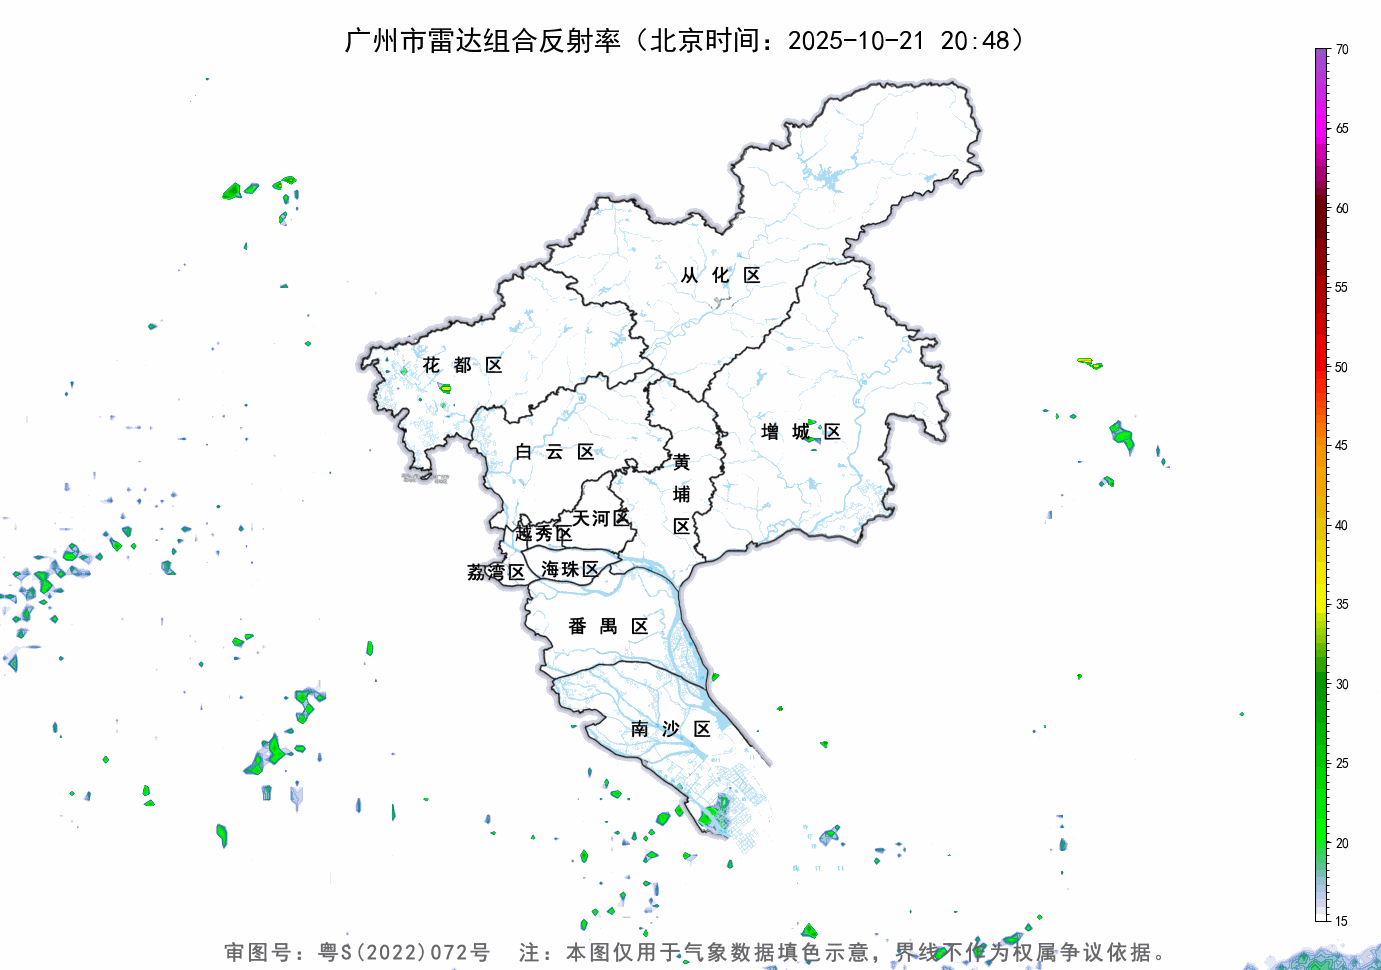 广州市雷达组合反射率（北京时间：2025-10-21 20:48）
70
65
60
55
50
45
40
35
30
25
20
15
从化区
花都区
增城区
白云区
黄埔区
天河区
越秀区
荔湾区
海珠区
番禺区
南沙区
审图号：粤S(2022)072号 注：本图仅用于气象数据填色示意，界线不作为权属争议依据。